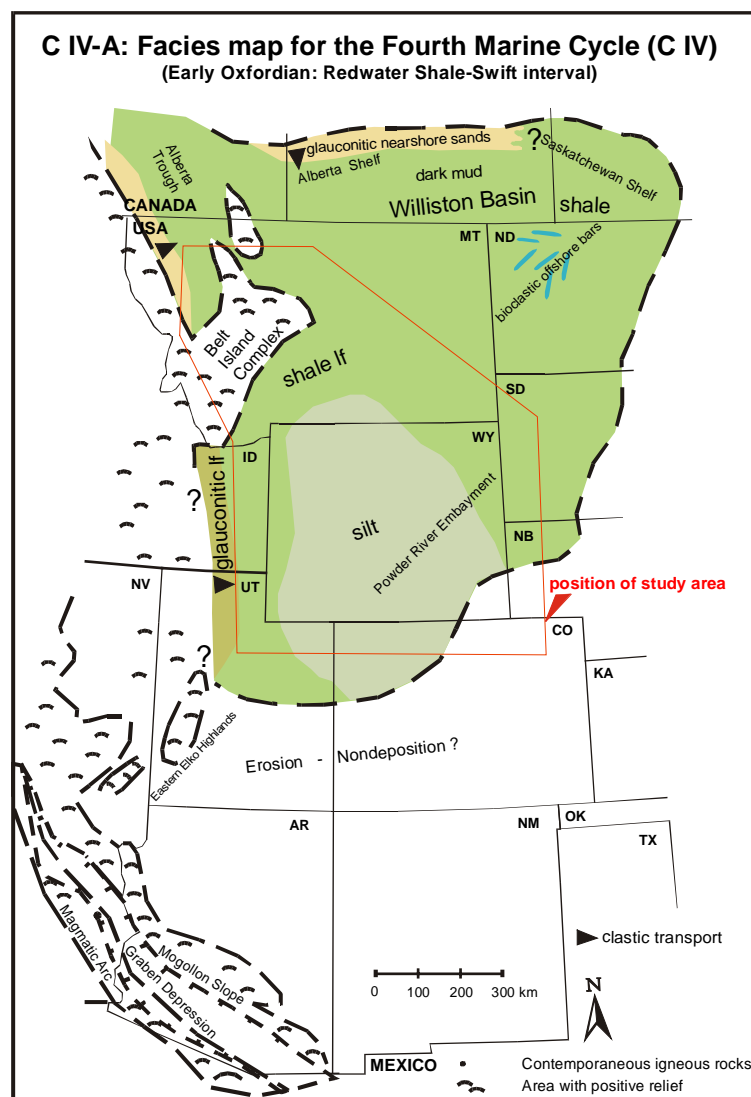 C IV-A: Facies map for the Fourth Marine Cycle (C IV)
(Early Oxfordian: Redwater Shale-Swift interval)
glauconitic nearshore sands
?
Saskatchewan Shelf
Alberta Trough
Alberta Shelf
dark mud
Williston Basin
shale
CANADA
USA
MT
ND
bioclastic offshore bars
Belt
Island
Complex
shale lf
SD
WY
ID
glauconitic lf
?
silt
Powder River Embayment
NB
NV
UT
position of study area
CO
?
KA
Eastern Elko Highlands
Erosion - Nondeposition ?
AR
NM
OK
TX
Magmatic Arc
Graben Depression
Mogollon Slope
clastic transport
0 100 200 300 km
N
MEXICO
Contemporaneous igneous rocks
Area with positive relief